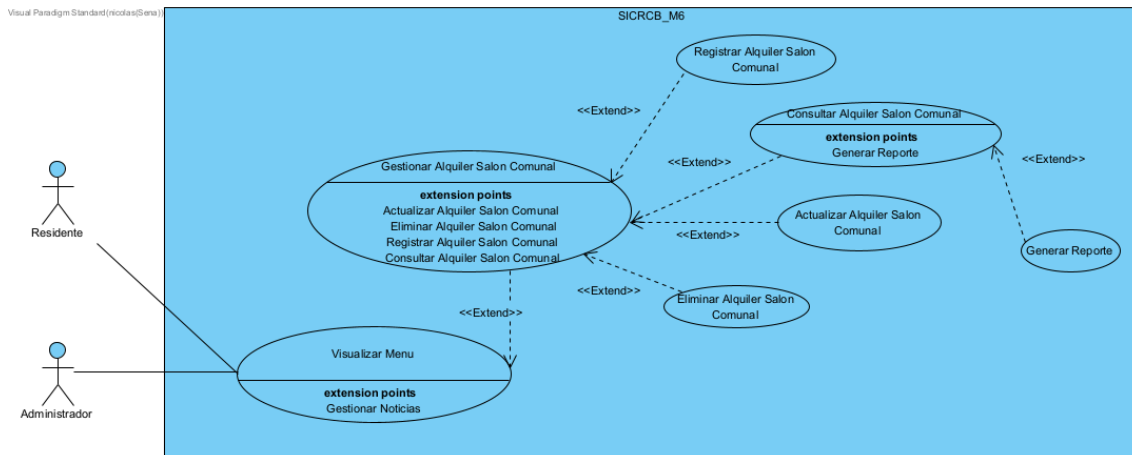 Visual Paradigm Standard(nicolas(Sena))
SICRCB_M6
Registrar Alquiler Salon
Comunal
<<Extend>>
Consultar Alquiler Salon Comunal
extension points
Generar Reporte
<<Extend>>
<<Extend>>
Gestionar Alquiler Salon Comunal
extension points
Actualizar Alquiler Salon Comunal
Eliminar Alquiler Salon Comunal
Registrar Alquiler Salon Comunal
Consultar Alquiler Salon Comunal
Actualizar Alquiler Salon
Comunal
<<Extend>>
Generar Reporte
Residente
<<Extend>>
Eliminar Alquiler Salon
Comunal
<<Extend>>
Visualizar Menu
extension points
Gestionar Noticias
Administrador